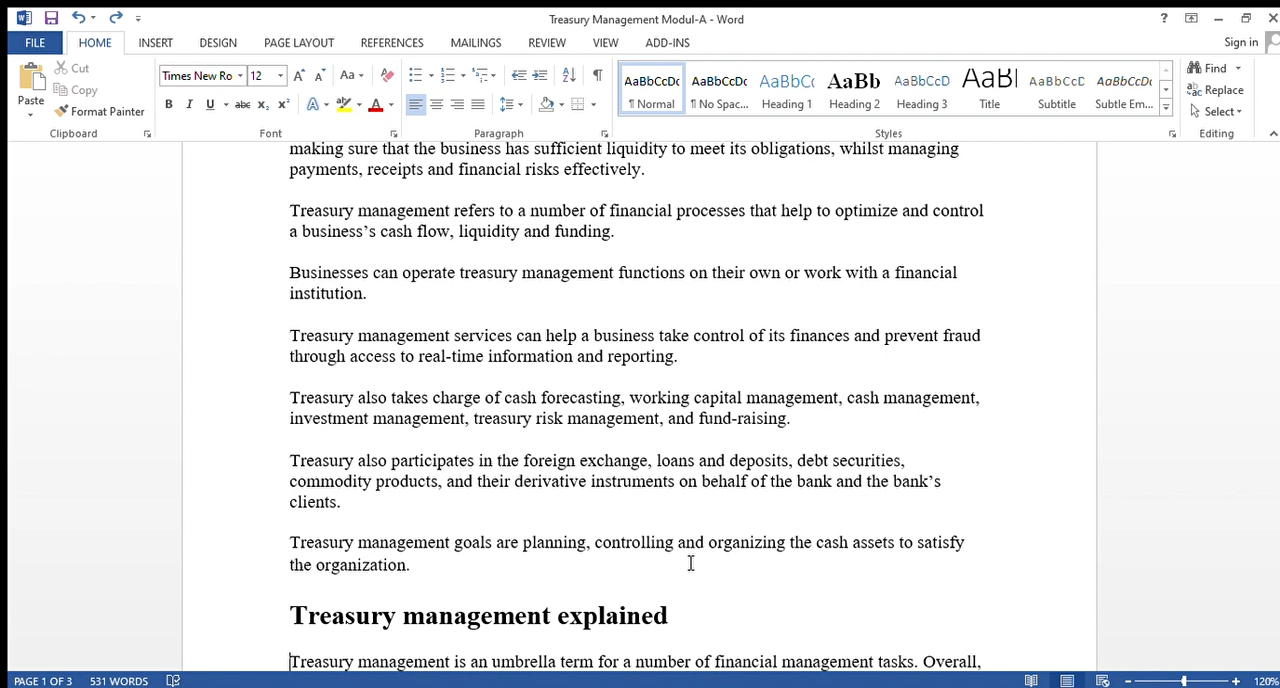 Treasury Management Modul-A - Word
FILE HOME INSERT DESIGN PAGE LAYOUT REFERENCES MAILINGS REVIEW VIEW ADD-INS Sign in
Paste
Cut
Copy
Format Painter
Clipboard
Times New Ro 12
Font
Paragraph
AaBbCcDc AaBbCcDc AaBbCc AaBb AaBbCcD AaB AaBbCcD AaBbCcDc
¶ Normal ¶ No Spac... Heading 1 Heading 2 Heading 3 Title Subtitle Subtle Em...
Styles
Find
Replace
Select
Editing
making sure that the business has sufficient liquidity to meet its obligations, whilst managing
payments, receipts and financial risks effectively.
Treasury management refers to a number of financial processes that help to optimize and control
a business’s cash flow, liquidity and funding.
Businesses can operate treasury management functions on their own or work with a financial
institution.
Treasury management services can help a business take control of its finances and prevent fraud
through access to real-time information and reporting.
Treasury also takes charge of cash forecasting, working capital management, cash management,
investment management, treasury risk management, and fund-raising.
Treasury also participates in the foreign exchange, loans and deposits, debt securities,
commodity products, and their derivative instruments on behalf of the bank and the bank’s
clients.
Treasury management goals are planning, controlling and organizing the cash assets to satisfy
the organization.
Treasury management explained
Treasury management is an umbrella term for a number of financial management tasks. Overall,
PAGE 1 OF 3 531 WORDS 120%